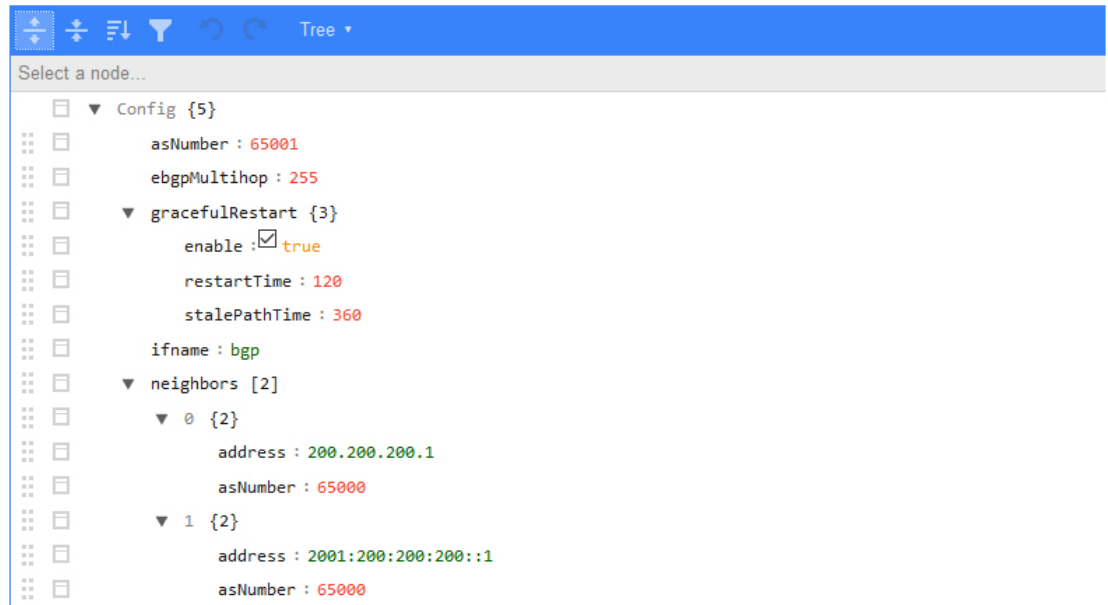 Tree ▾
Select a node...
▼ Config {5}
asNumber : 65001
ebgpMultihop : 255
▼ gracefulRestart {3}
enable : true
restartTime : 120
stalePathTime : 360
ifname : bgp
▼ neighbors [2]
▼ 0 {2}
address : 200.200.200.1
asNumber : 65000
▼ 1 {2}
address : 2001:200:200:200::1
asNumber : 65000